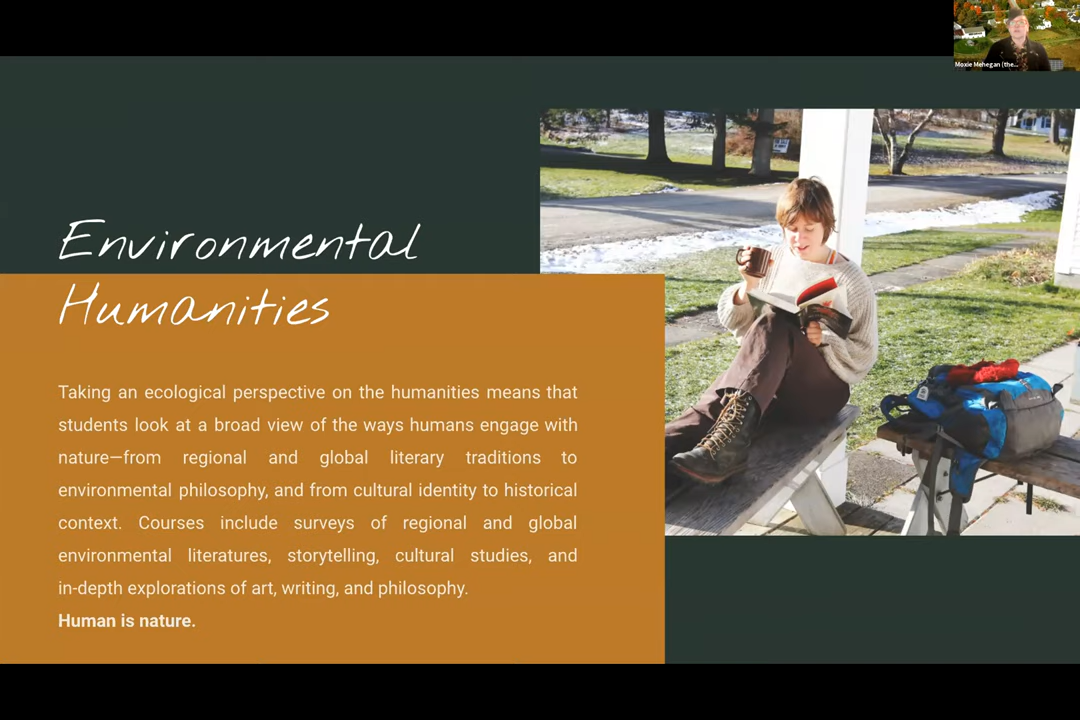 Moxie Mehegan (the...
Environmental
Humanities
Taking an ecological perspective on the humanities means that
students look at a broad view of the ways humans engage with
nature—from regional and global literary traditions to
environmental philosophy, and from cultural identity to historical
context. Courses include surveys of regional and global
environmental literatures, storytelling, cultural studies, and
in-depth explorations of art, writing, and philosophy.
Human is nature.